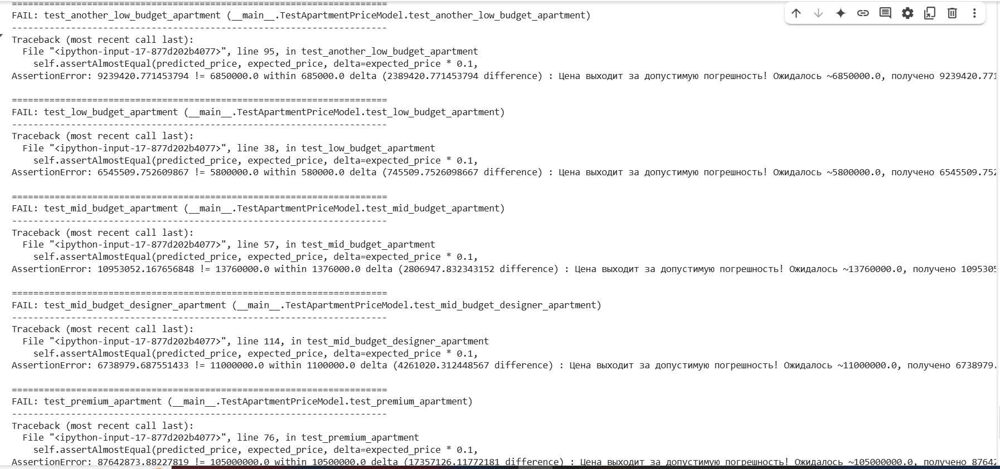 ======================================================================
FAIL: test_another_low_budget_apartment (__main__.TestApartmentPriceModel.test_another_low_budget_apartment)
----------------------------------------------------------------------
Traceback (most recent call last):
  File "<ipython-input-17-877d202b4077>", line 95, in test_another_low_budget_apartment
    self.assertAlmostEqual(predicted_price, expected_price, delta=expected_price * 0.1,
AssertionError: 9239420.771453794 != 6850000.0 within 685000.0 delta (2389420.771453794 difference) : Цена выходит за допустимую погрешность! Ожидалось ~6850000.0, получено 9239420.771

======================================================================
FAIL: test_low_budget_apartment (__main__.TestApartmentPriceModel.test_low_budget_apartment)
----------------------------------------------------------------------
Traceback (most recent call last):
  File "<ipython-input-17-877d202b4077>", line 38, in test_low_budget_apartment
    self.assertAlmostEqual(predicted_price, expected_price, delta=expected_price * 0.1,
AssertionError: 6545509.752609867 != 5800000.0 within 580000.0 delta (745509.7526098667 difference) : Цена выходит за допустимую погрешность! Ожидалось ~5800000.0, получено 6545509.752

======================================================================
FAIL: test_mid_budget_apartment (__main__.TestApartmentPriceModel.test_mid_budget_apartment)
----------------------------------------------------------------------
Traceback (most recent call last):
  File "<ipython-input-17-877d202b4077>", line 57, in test_mid_budget_apartment
    self.assertAlmostEqual(predicted_price, expected_price, delta=expected_price * 0.1,
AssertionError: 10953052.167656848 != 13760000.0 within 1376000.0 delta (2806947.832343152 difference) : Цена выходит за допустимую погрешность! Ожидалось ~13760000.0, получено 1095305

======================================================================
FAIL: test_mid_budget_designer_apartment (__main__.TestApartmentPriceModel.test_mid_budget_designer_apartment)
----------------------------------------------------------------------
Traceback (most recent call last):
  File "<ipython-input-17-877d202b4077>", line 114, in test_mid_budget_designer_apartment
    self.assertAlmostEqual(predicted_price, expected_price, delta=expected_price * 0.1,
AssertionError: 6738979.687551433 != 11000000.0 within 1100000.0 delta (4261020.312448567 difference) : Цена выходит за допустимую погрешность! Ожидалось ~11000000.0, получено 6738979.

======================================================================
FAIL: test_premium_apartment (__main__.TestApartmentPriceModel.test_premium_apartment)
----------------------------------------------------------------------
Traceback (most recent call last):
  File "<ipython-input-17-877d202b4077>", line 76, in test_premium_apartment
    self.assertAlmostEqual(predicted_price, expected_price, delta=expected_price * 0.1,
AssertionError: 87642873.88227819 != 105000000.0 within 10500000.0 delta (17357126.11772181 difference) : Цена выходит за допустимую погрешность! Ожидалось ~105000000.0, получено 87642